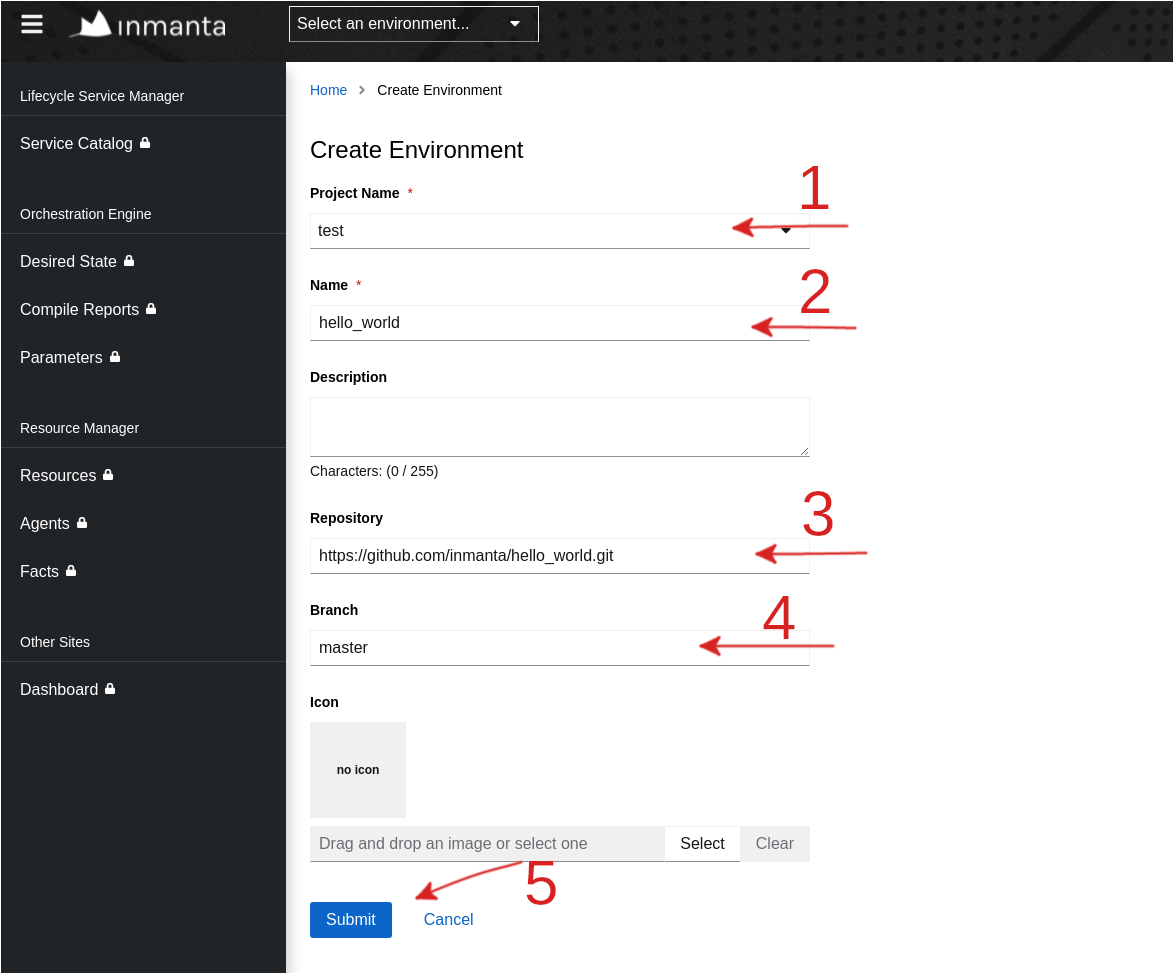 inmanta
Select an environment...
Lifecycle Service Manager
Service Catalog
Orchestration Engine
Desired State
Compile Reports
Parameters
Resource Manager
Resources
Agents
Facts
Other Sites
Dashboard
Home > Create Environment
Create Environment
Project Name *
1
test
Name *
2
hello_world
Description
Characters: (0 / 255)
Repository
3
https://github.com/inmanta/hello_world.git
Branch
4
master
Icon
no icon
Drag and drop an image or select one Select Clear
5
Submit Cancel